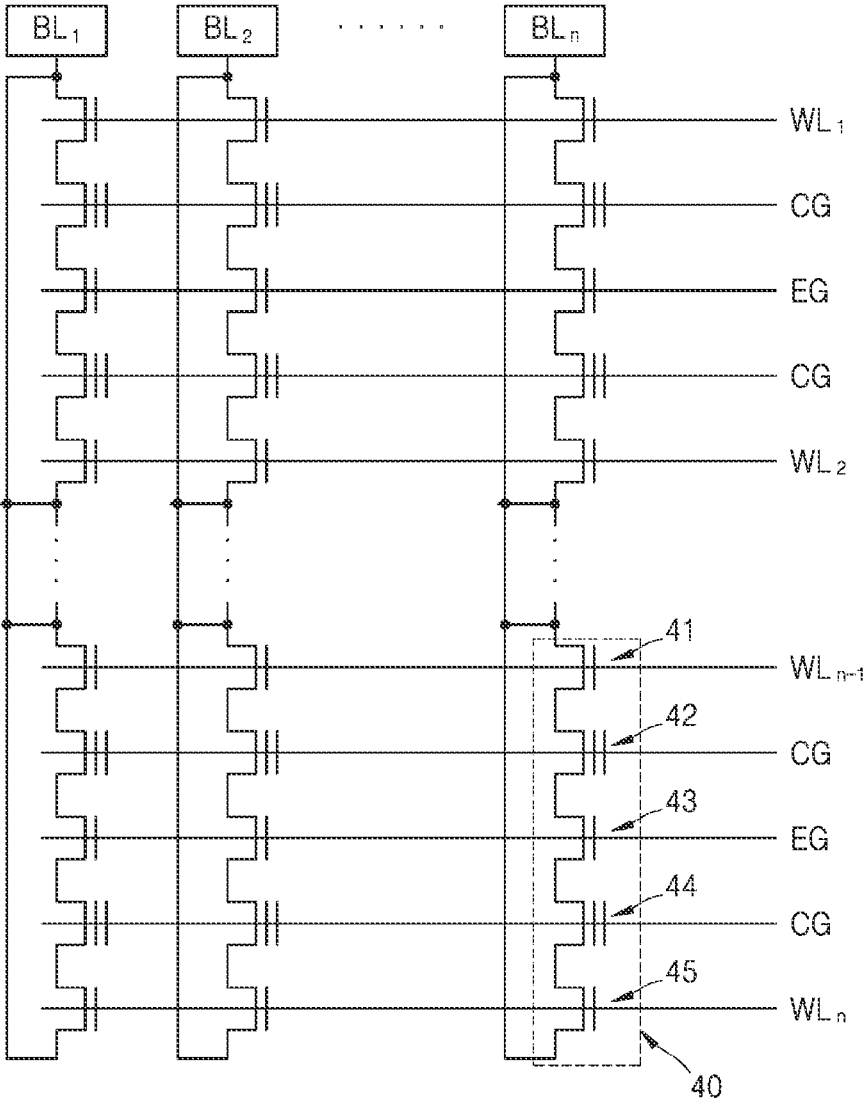 BL₁ BL₂ · · · · · · BLₙ
WL₁
CG
EG
CG
WL₂
41
WLₙ₋₁
42
CG
43
EG
44
CG
45
WLₙ
40